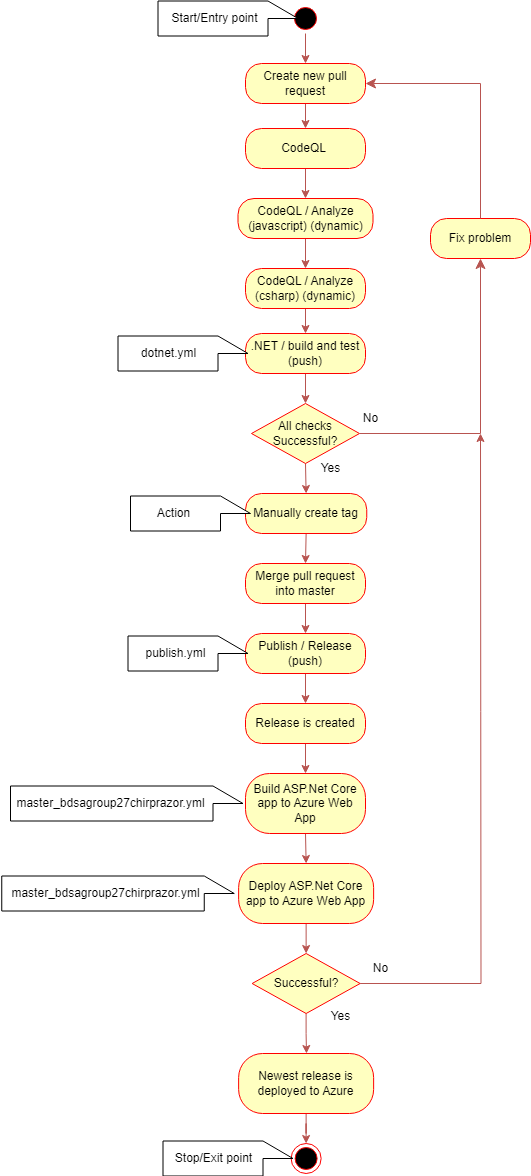 Start/Entry point
Create new pull
request
CodeQL
CodeQL / Analyze
(javascript) (dynamic)
Fix problem
CodeQL / Analyze
(csharp) (dynamic)
.NET / build and test
(push)
dotnet.yml
All checks
Successful?
No
Yes
Action
Manually create tag
Merge pull request
into master
publish.yml
Publish / Release
(push)
Release is created
master_bdsagroup27chirprazor.yml
Build ASP.Net Core
app to Azure Web
App
master_bdsagroup27chirprazor.yml
Deploy ASP.Net Core
app to Azure Web App
Successful?
No
Yes
Newest release is
deployed to Azure
Stop/Exit point